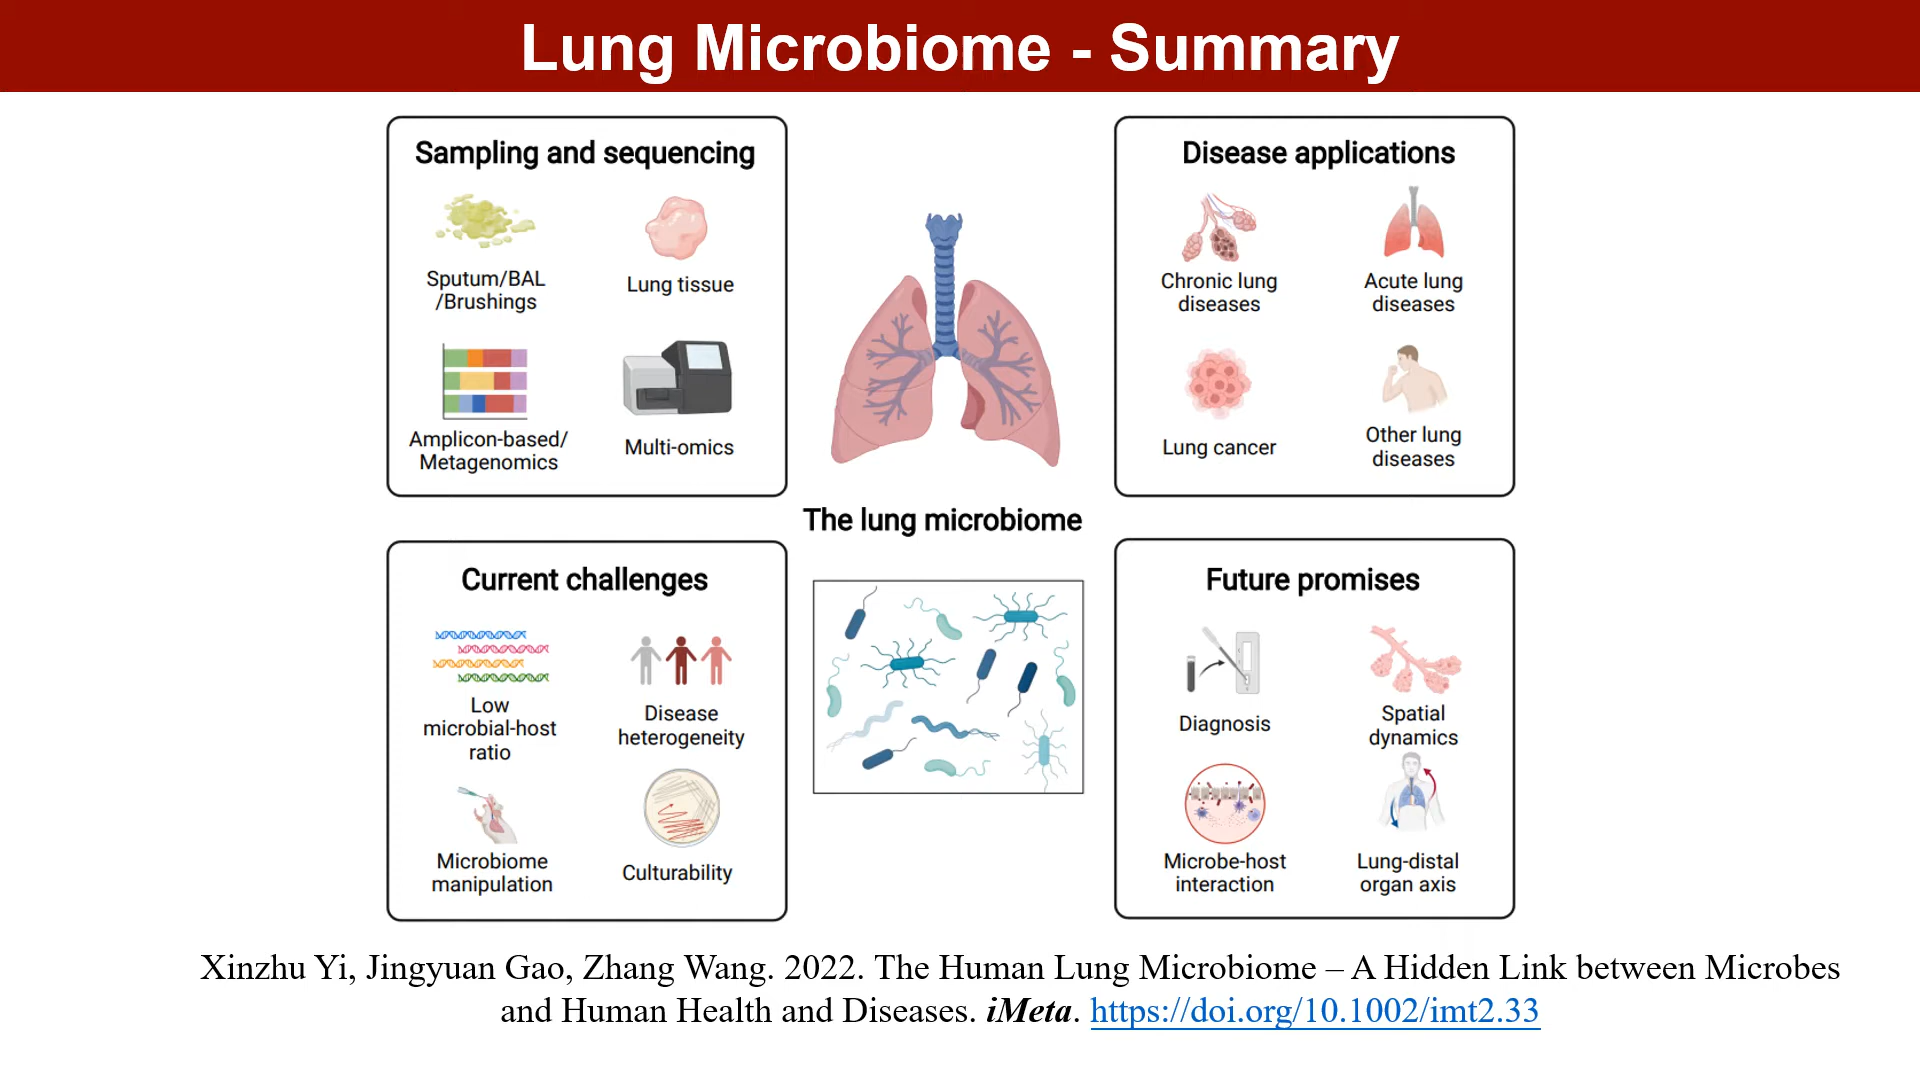 Lung Microbiome - Summary
Sampling and sequencing
Sputum/BAL
/Brushings
Lung tissue
Amplicon-based/
Metagenomics
Multi-omics
Disease applications
Chronic lung
diseases
Acute lung
diseases
Lung cancer
Other lung
diseases
The lung microbiome
Current challenges
Low
microbial-host
ratio
Disease
heterogeneity
Microbiome
manipulation
Culturability
Future promises
Diagnosis
Spatial
dynamics
Microbe-host
interaction
Lung-distal
organ axis
Xinzhu Yi, Jingyuan Gao, Zhang Wang. 2022. The Human Lung Microbiome – A Hidden Link between Microbes
and Human Health and Diseases. iMeta. https://doi.org/10.1002/imt2.33